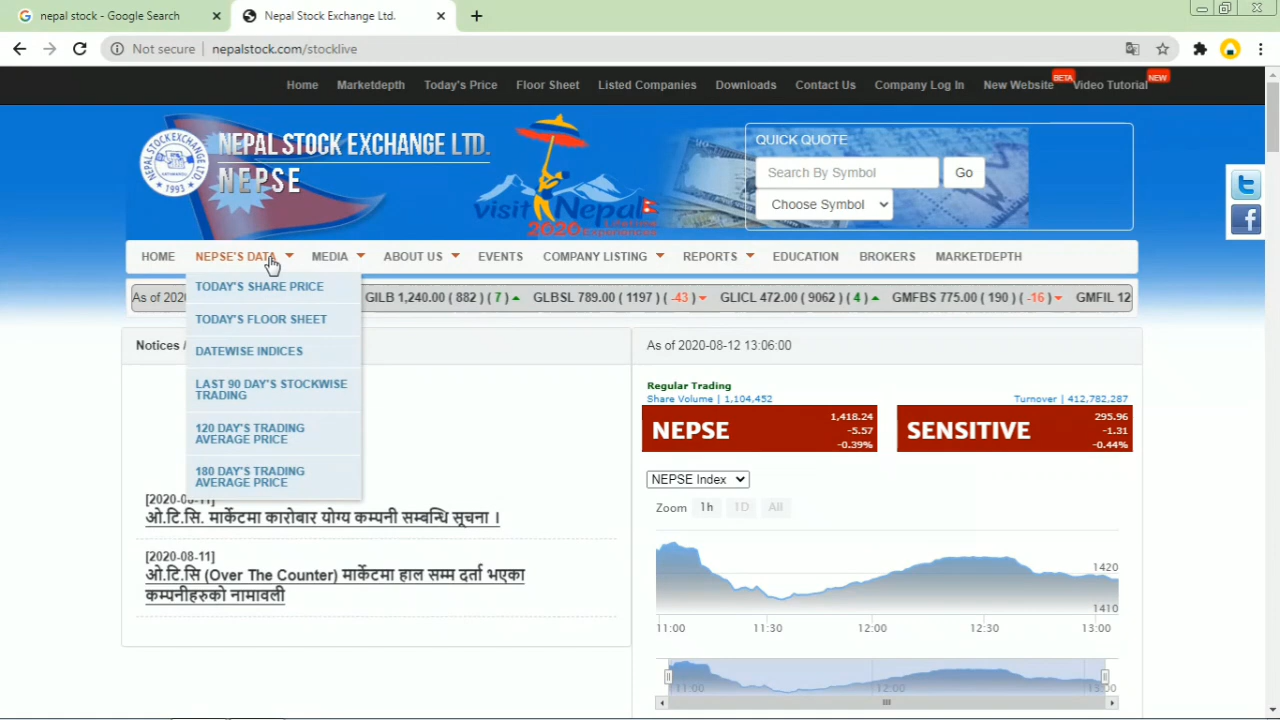 nepal stock - Google Search
Nepal Stock Exchange Ltd.
Not secure | nepalstock.com/stocklive
Home Marketdepth Today's Price Floor Sheet Listed Companies Downloads Contact Us Company Log In New Website BETA Video Tutorial NEW
NEPAL STOCK EXCHANGE LTD.
NEPSE
NEPAL STOCK EXCHANGE LTD
1993
visit Nepal
2020
QUICK QUOTE
Search By Symbol Go
Choose Symbol
HOME NEPSE'S DATA MEDIA ABOUT US EVENTS COMPANY LISTING REPORTS EDUCATION BROKERS MARKETDEPTH
TODAY'S SHARE PRICE
TODAY'S FLOOR SHEET
DATEWISE INDICES
LAST 90 DAY'S STOCKWISE
TRADING
120 DAY'S TRADING
AVERAGE PRICE
180 DAY'S TRADING
AVERAGE PRICE
As of 202 GILB 1,240.00 ( 882 ) ( 7 ) GLBSL 789.00 ( 1197 ) ( -43 ) GLICL 472.00 ( 9062 ) ( 4 ) GMFBS 775.00 ( 190 ) ( -16 ) GMFIL 12
Notices /
[2020-08-11]
ओ.टि.सि. मार्केटमा कारोबार योग्य कम्पनी सम्बन्धि सूचना ।
[2020-08-11]
ओ.टि.सि (Over The Counter) मार्केटमा हाल सम्म दर्ता भएका
कम्पनीहरुको नामावली
As of 2020-08-12 13:06:00
Regular Trading
Share Volume | 1,104,452 Turnover | 412,782,287
NEPSE
1,418.24
-5.57
-0.39%
SENSITIVE
295.96
-1.31
-0.44%
NEPSE Index
Zoom 1h 1D All
1420
1410
11:00 11:30 12:00 12:30 13:00
11:00 12:00 13:00